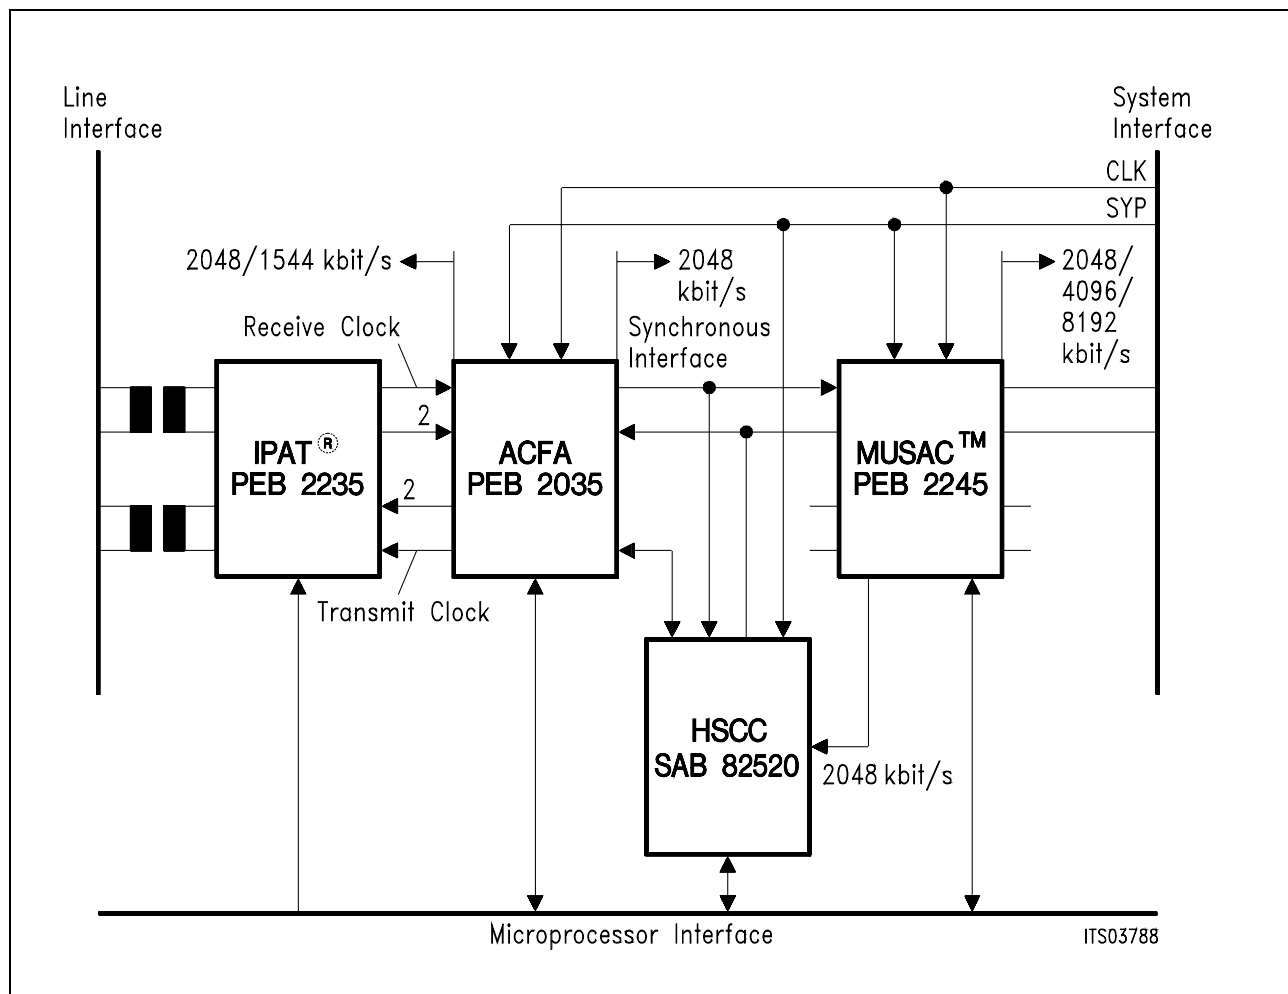 Line
Interface
System
Interface
CLK
SYP
2048/1544 kbit/s
2048
kbit/s
2048/
4096/
8192
kbit/s
Receive Clock
Synchronous
Interface
2
IPAT®
PEB 2235
ACFA
PEB 2035
MUSAC™
PEB 2245
2
Transmit Clock
HSCC
SAB 82520
2048 kbit/s
Microprocessor Interface
ITS03788